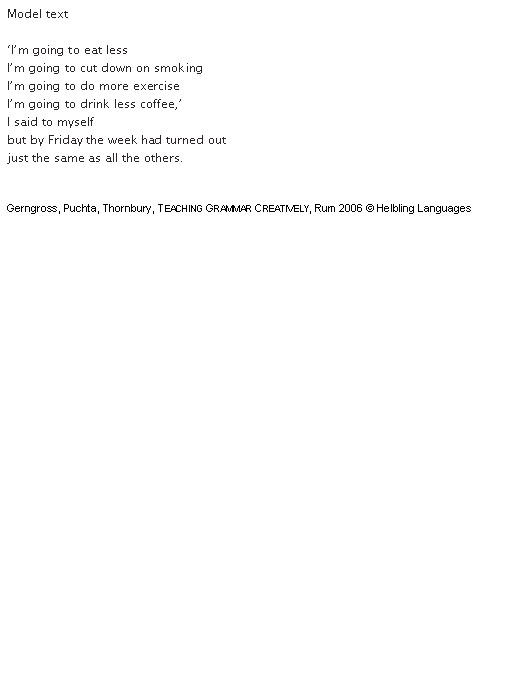 Model text
‘I’m going to eat less
I’m going to cut down on smoking
I’m going to do more exercise
I’m going to drink less coffee,’
I said to myself
but by Friday the week had turned out
just the same as all the others.
Gerngross, Puchta, Thornbury, TEACHING GRAMMAR CREATIVELY, Rum 2006 © Helbling Languages